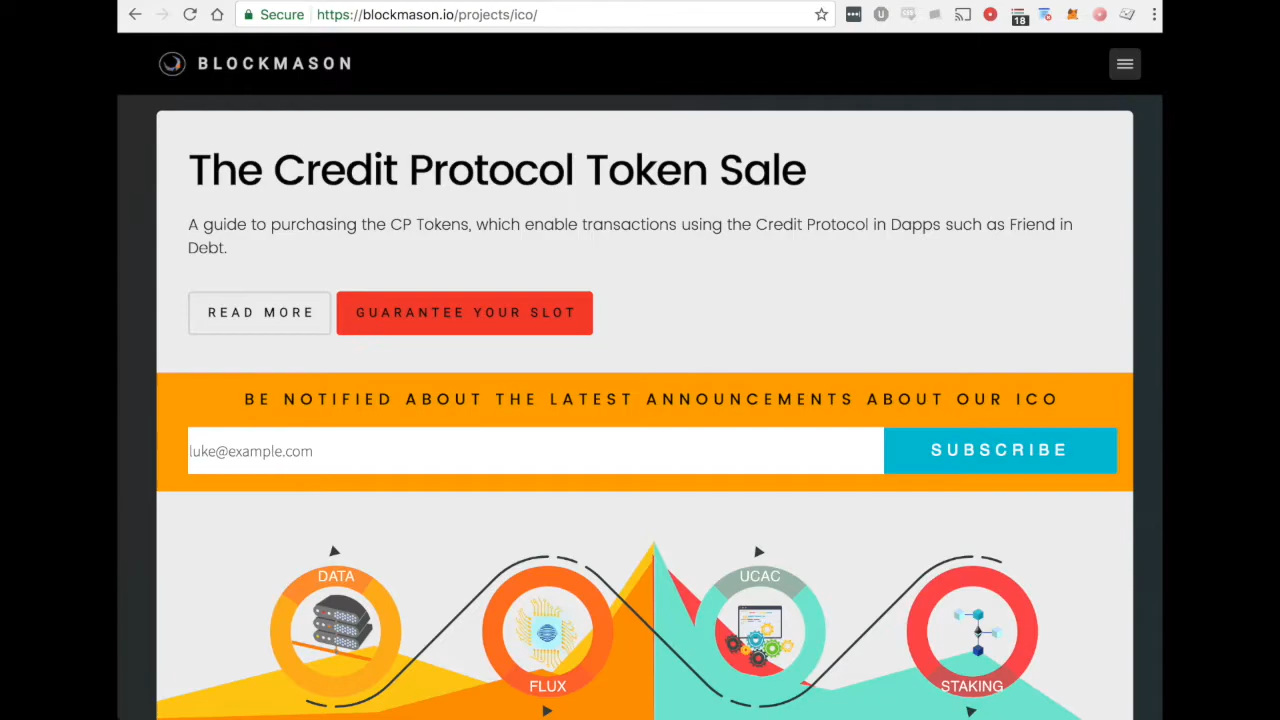 Secure https://blockmason.io/projects/ico/
18
BLOCKMASON
The Credit Protocol Token Sale
A guide to purchasing the CP Tokens, which enable transactions using the Credit Protocol in Dapps such as Friend in
Debt.
READ MORE GUARANTEE YOUR SLOT
BE NOTIFIED ABOUT THE LATEST ANNOUNCEMENTS ABOUT OUR ICO
luke@example.com SUBSCRIBE
DATA UCAC
FLUX STAKING